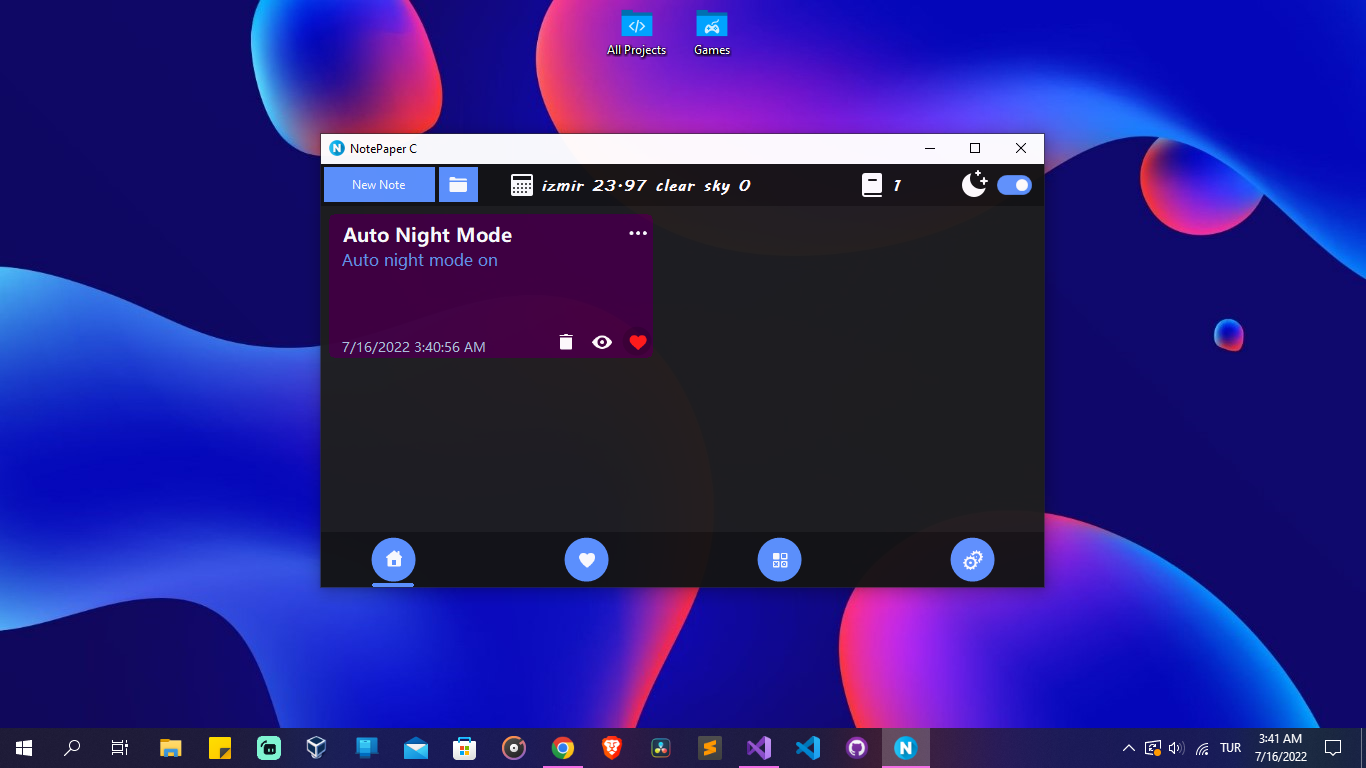 All Projects
Games
NotePaper C
New Note
izmir 23.97 clear sky 0
1
Auto Night Mode
Auto night mode on
7/16/2022 3:40:56 AM
TUR
3:41 AM
7/16/2022